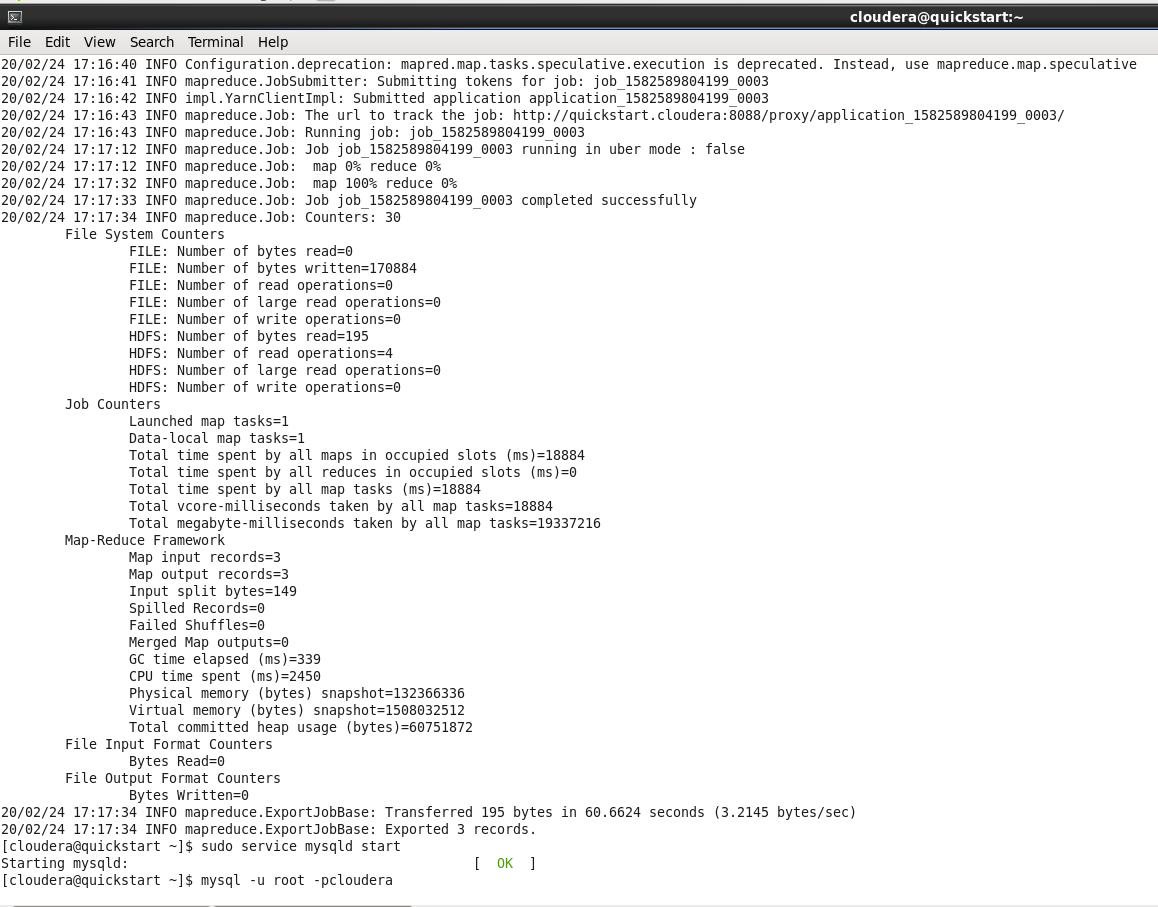 cloudera@quickstart:~
File Edit View Search Terminal Help
20/02/24 17:16:40 INFO Configuration.deprecation: mapred.map.tasks.speculative.execution is deprecated. Instead, use mapreduce.map.speculative
20/02/24 17:16:41 INFO mapreduce.JobSubmitter: Submitting tokens for job: job_1582589804199_0003
20/02/24 17:16:42 INFO impl.YarnClientImpl: Submitted application application_1582589804199_0003
20/02/24 17:16:43 INFO mapreduce.Job: The url to track the job: http://quickstart.cloudera:8088/proxy/application_1582589804199_0003/
20/02/24 17:16:43 INFO mapreduce.Job: Running job: job_1582589804199_0003
20/02/24 17:17:12 INFO mapreduce.Job: Job job_1582589804199_0003 running in uber mode : false
20/02/24 17:17:12 INFO mapreduce.Job:  map 0% reduce 0%
20/02/24 17:17:32 INFO mapreduce.Job:  map 100% reduce 0%
20/02/24 17:17:33 INFO mapreduce.Job: Job job_1582589804199_0003 completed successfully
20/02/24 17:17:34 INFO mapreduce.Job: Counters: 30
File System Counters
FILE: Number of bytes read=0
FILE: Number of bytes written=170884
FILE: Number of read operations=0
FILE: Number of large read operations=0
FILE: Number of write operations=0
HDFS: Number of bytes read=195
HDFS: Number of read operations=4
HDFS: Number of large read operations=0
HDFS: Number of write operations=0
Job Counters
Launched map tasks=1
Data-local map tasks=1
Total time spent by all maps in occupied slots (ms)=18884
Total time spent by all reduces in occupied slots (ms)=0
Total time spent by all map tasks (ms)=18884
Total vcore-milliseconds taken by all map tasks=18884
Total megabyte-milliseconds taken by all map tasks=19337216
Map-Reduce Framework
Map input records=3
Map output records=3
Input split bytes=149
Spilled Records=0
Failed Shuffles=0
Merged Map outputs=0
GC time elapsed (ms)=339
CPU time spent (ms)=2450
Physical memory (bytes) snapshot=132366336
Virtual memory (bytes) snapshot=1508032512
Total committed heap usage (bytes)=60751872
File Input Format Counters
Bytes Read=0
File Output Format Counters
Bytes Written=0
20/02/24 17:17:34 INFO mapreduce.ExportJobBase: Transferred 195 bytes in 60.6624 seconds (3.2145 bytes/sec)
20/02/24 17:17:34 INFO mapreduce.ExportJobBase: Exported 3 records.
[cloudera@quickstart ~]$ sudo service mysqld start
Starting mysqld: [ OK ]
[cloudera@quickstart ~]$ mysql -u root -pcloudera